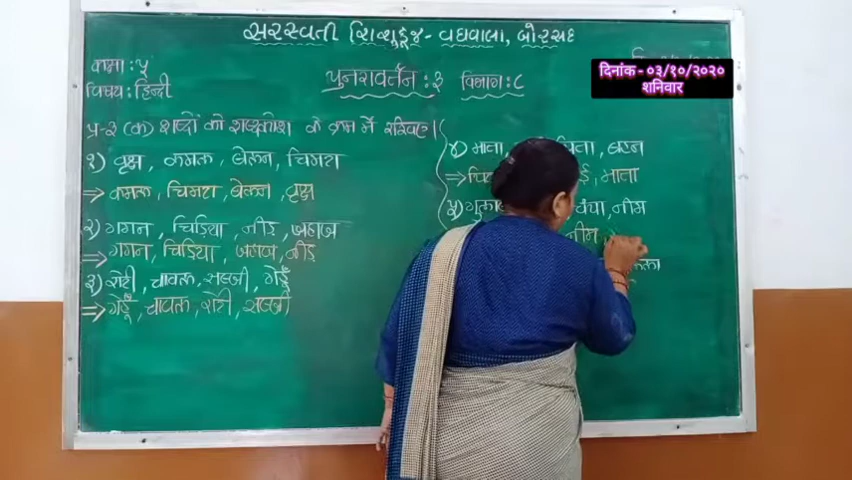 સરસ્વતી શિશુકુંજ - વઘવાલા, બોરસદ
दिनांक - ०३/१०/२०२०
शनिवार
कक्षा : ५
विषय : हिन्दी
पुनरावर्तन : ३ विभाग : ८
प्र-२ (क) शब्दों को शब्दकोश के क्रम में रखिए।
१) वृक्ष, कमल, बेलन, चिमटा
⇒ कमल, चिमटा, बेलन, वृक्ष
२) गगन, चिड़िया, नीड़, जहाज
⇒ गगन, चिड़िया, जहाज, नीड़
३) रोटी, चावल, सब्जी, गेहूँ
⇒ गेहूँ, चावल, रोटी, सब्जी
४) माता, पिता, बहन
⇒ माता
५) चंपा, नीम